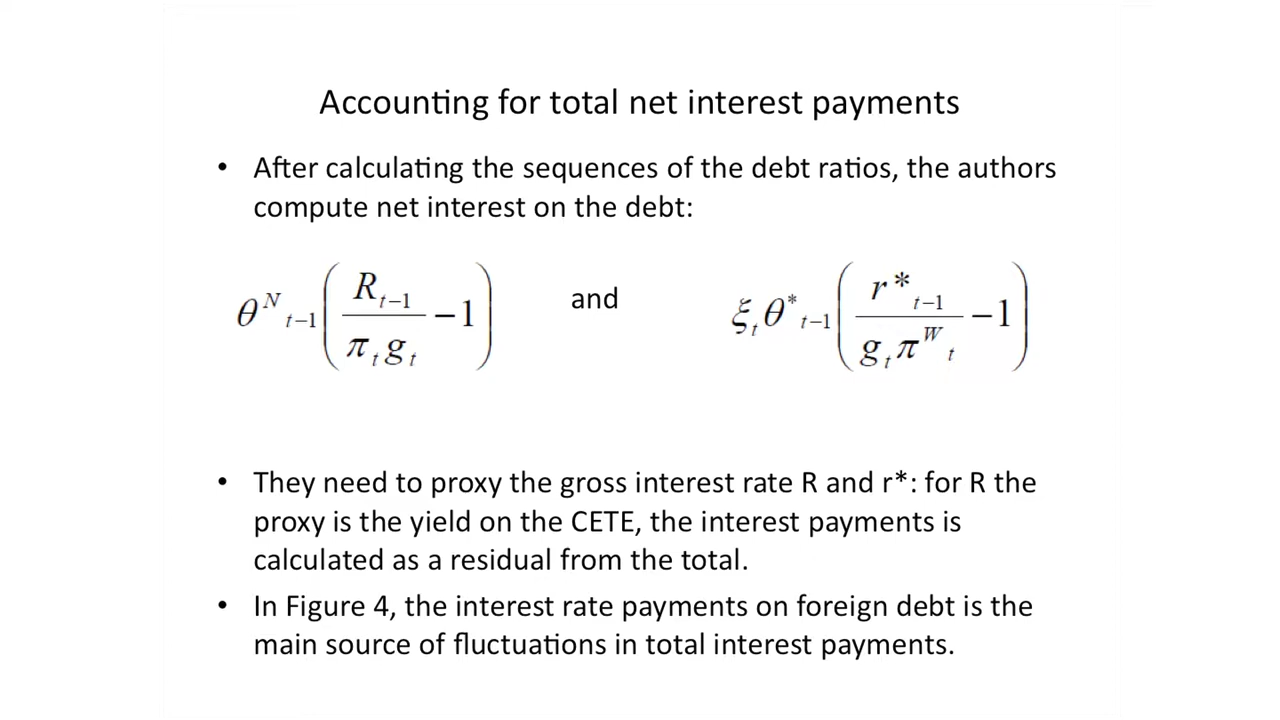 Accounting for total net interest payments
• After calculating the sequences of the debt ratios, the authors
compute net interest on the debt:
θ^N_{t−1} ( R_{t−1} / π_t g_t − 1 ) and ξ_t θ^*_{t−1} ( r*_{t−1} / g_t π^W_t − 1 )
• They need to proxy the gross interest rate R and r*: for R the
proxy is the yield on the CETE, the interest payments is
calculated as a residual from the total.
• In Figure 4, the interest rate payments on foreign debt is the
main source of fluctuations in total interest payments.